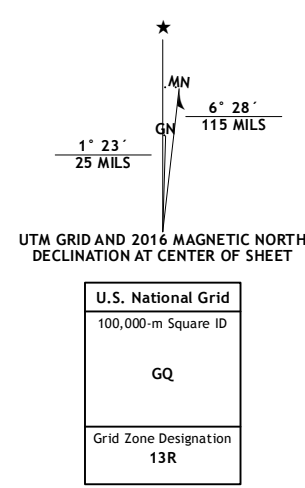 ★
MN
GN
6° 28´
115 MILS
1° 23´
25 MILS
UTM GRID AND 2016 MAGNETIC NORTH
DECLINATION AT CENTER OF SHEET
U.S. National Grid
100,000-m Square ID
GQ
Grid Zone Designation
13R